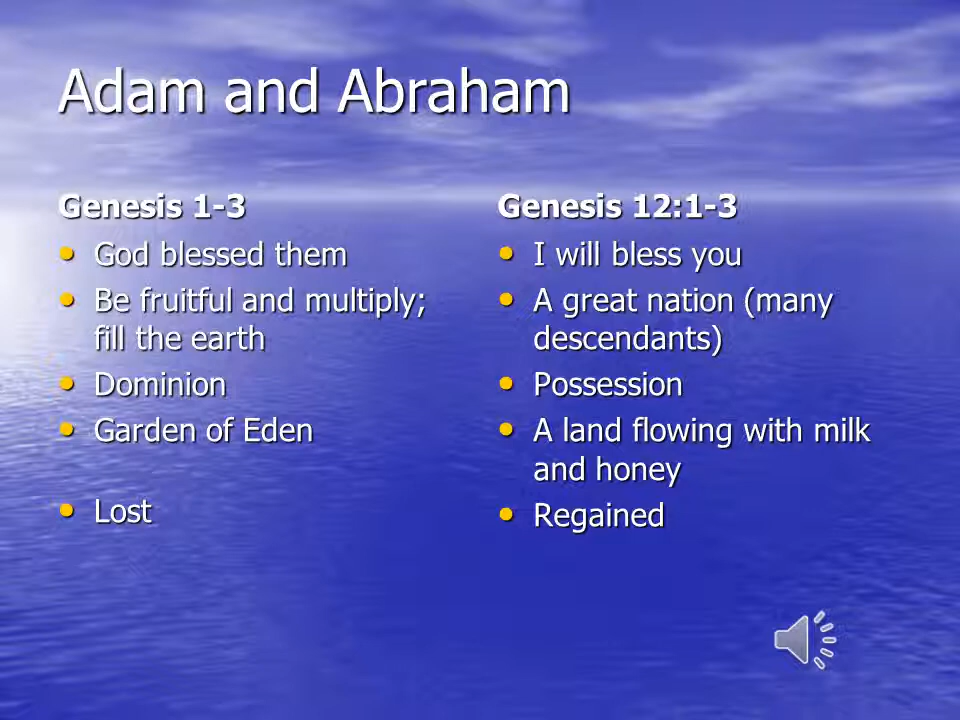 Adam and Abraham
Genesis 1-3
• God blessed them
• Be fruitful and multiply;
fill the earth
• Dominion
• Garden of Eden
• Lost
Genesis 12:1-3
• I will bless you
• A great nation (many
descendants)
• Possession
• A land flowing with milk
and honey
• Regained